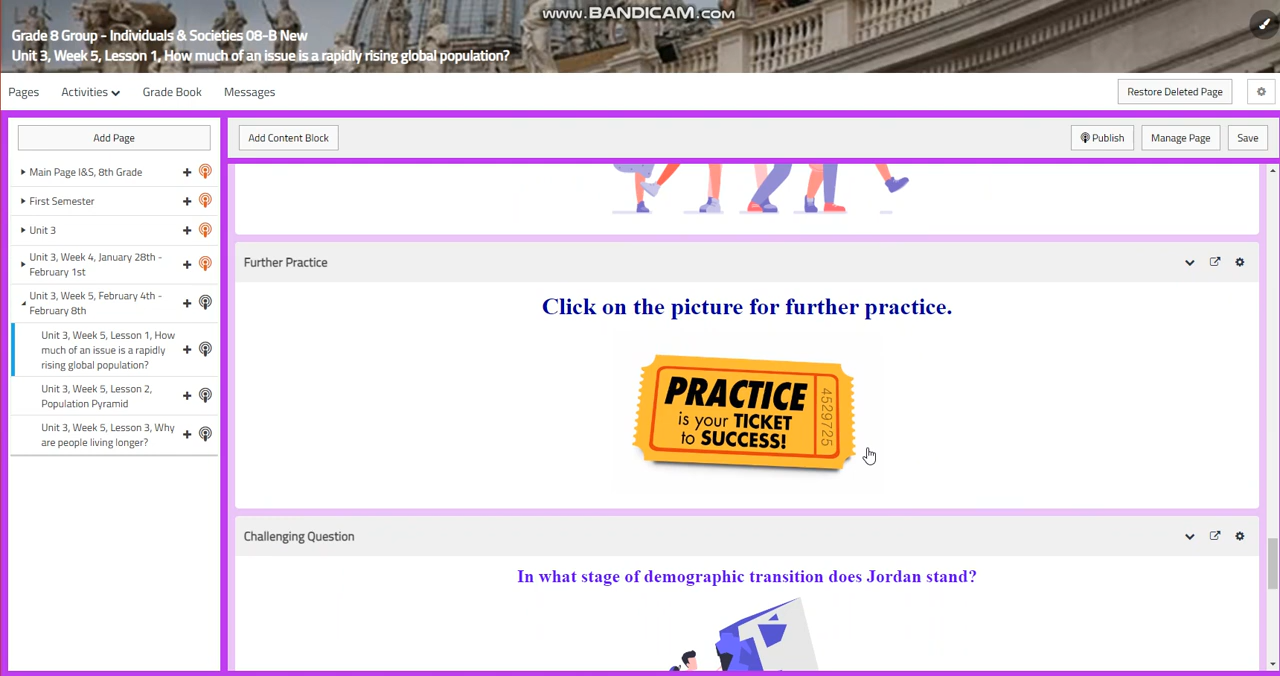 www.BANDICAM.com
Grade 8 Group - Individuals & Societies 08-B New
Unit 3, Week 5, Lesson 1, How much of an issue is a rapidly rising global population?
Pages
Activities
Grade Book
Messages
Restore Deleted Page
Add Page
Add Content Block
Publish
Manage Page
Save
Main Page I&S, 8th Grade
First Semester
Unit 3
Unit 3, Week 4, January 28th -
February 1st
Unit 3, Week 5, February 4th -
February 8th
Unit 3, Week 5, Lesson 1, How
much of an issue is a rapidly
rising global population?
Unit 3, Week 5, Lesson 2,
Population Pyramid
Unit 3, Week 5, Lesson 3, Why
are people living longer?
Further Practice
Click on the picture for further practice.
PRACTICE
is your TICKET
to SUCCESS!
4529725
Challenging Question
In what stage of demographic transition does Jordan stand?